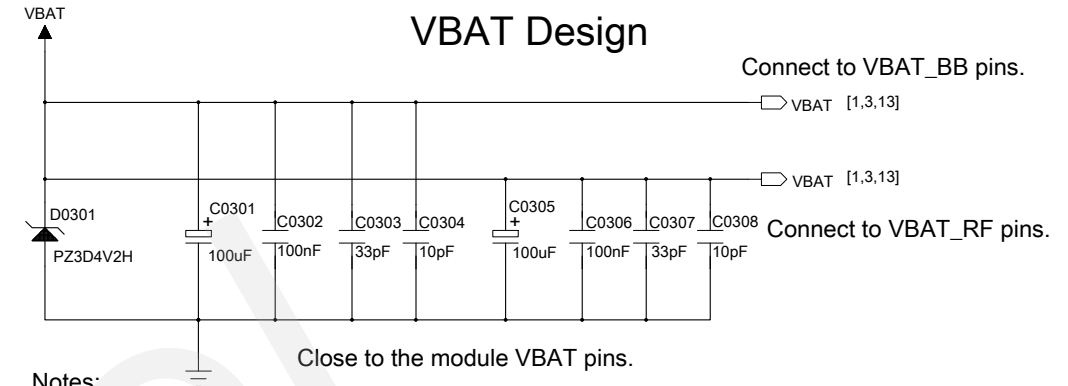 VBAT
VBAT Design
Connect to VBAT_BB pins.
VBAT [1,3,13]
VBAT [1,3,13]
Connect to VBAT_RF pins.
D0301
PZ3D4V2H
C0301
+
100uF
C0302
100nF
C0303
33pF
C0304
10pF
C0305
+
100uF
C0306
100nF
C0307
33pF
C0308
10pF
Close to the module VBAT pins.
Notes: